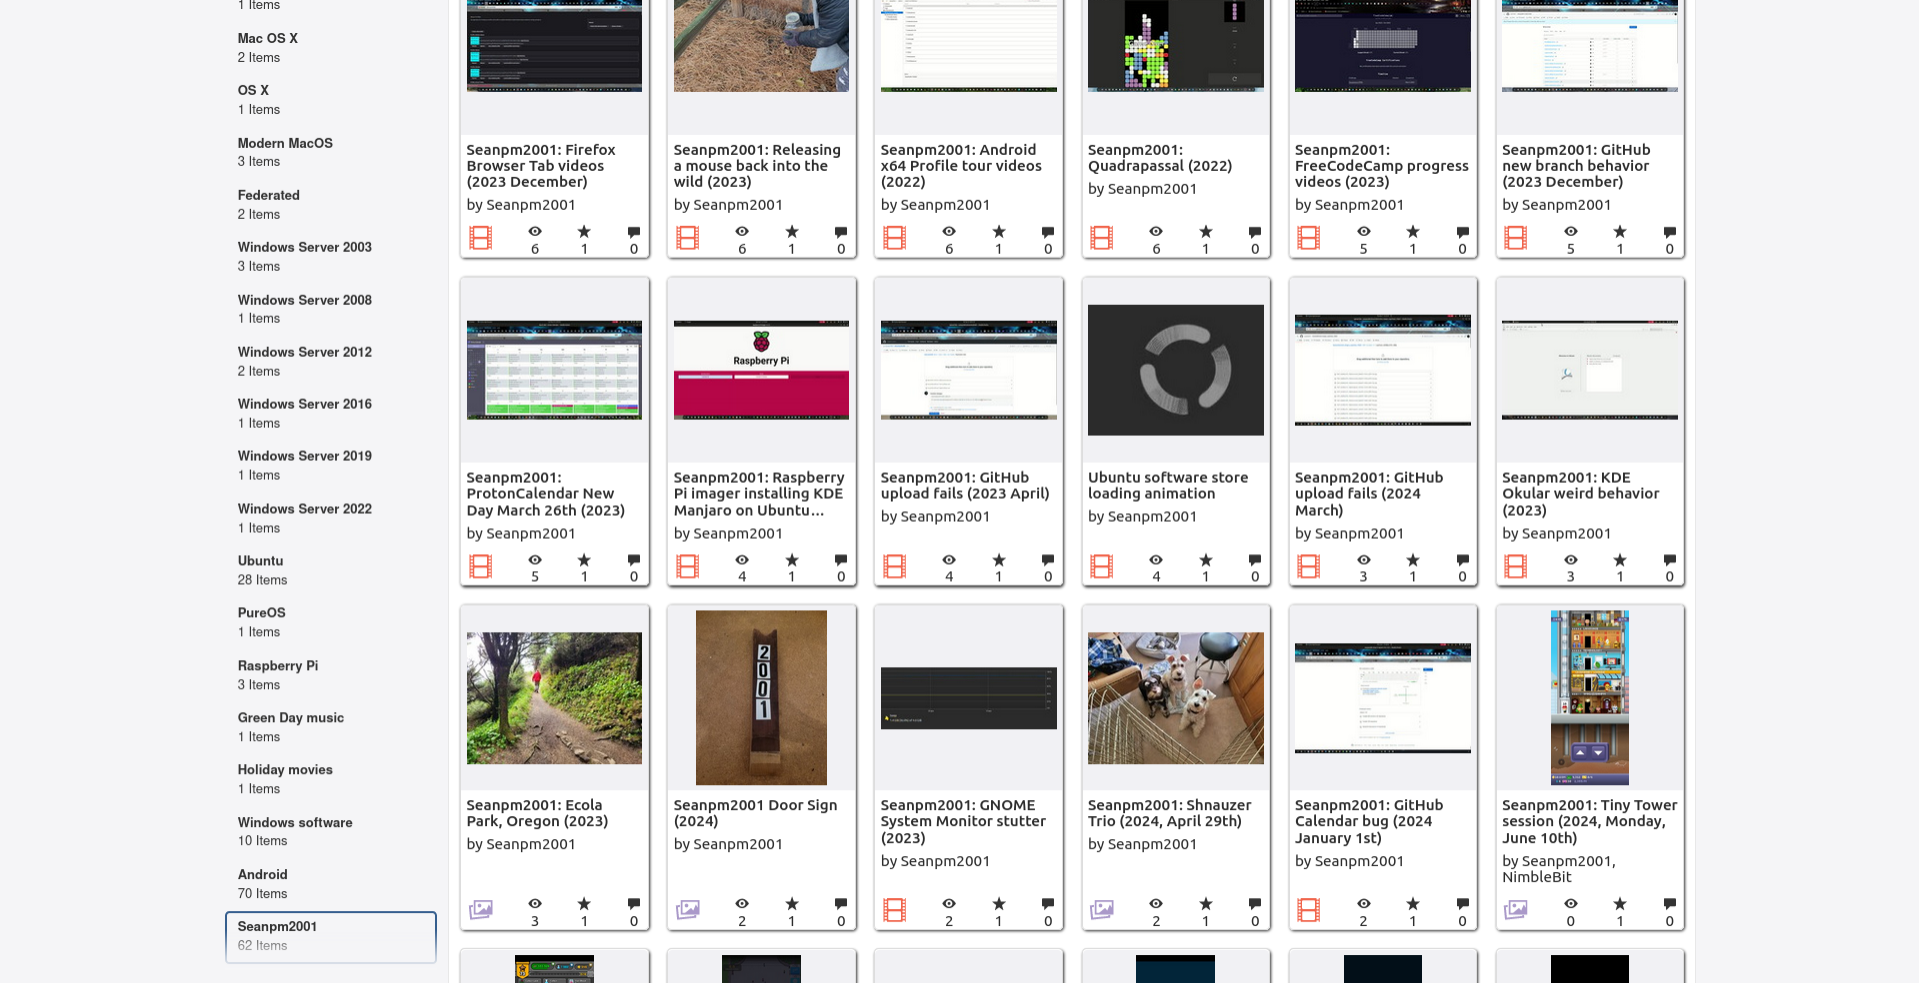 1 Items
Mac OS X
2 Items
OS X
1 Items
Modern MacOS
3 Items
Federated
2 Items
Windows Server 2003
3 Items
Windows Server 2008
1 Items
Windows Server 2012
2 Items
Windows Server 2016
1 Items
Windows Server 2019
1 Items
Windows Server 2022
1 Items
Ubuntu
28 Items
PureOS
1 Items
Raspberry Pi
3 Items
Green Day music
1 Items
Holiday movies
1 Items
Windows software
10 Items
Android
70 Items
Seanpm2001
62 Items
Seanpm2001: Firefox
Browser Tab videos
(2023 December)
by Seanpm2001
6 1 0
Seanpm2001: Releasing
a mouse back into the
wild (2023)
by Seanpm2001
6 1 0
Seanpm2001: Android
x64 Profile tour videos
(2022)
by Seanpm2001
6 1 0
Seanpm2001:
Quadrapassal (2022)
by Seanpm2001
6 1 0
Seanpm2001:
FreeCodeCamp progress
videos (2023)
by Seanpm2001
5 1 0
Seanpm2001: GitHub
new branch behavior
(2023 December)
by Seanpm2001
5 1 0
Seanpm2001:
ProtonCalendar New
Day March 26th (2023)
by Seanpm2001
5 1 0
Raspberry Pi
Seanpm2001: Raspberry
Pi imager installing KDE
Manjaro on Ubuntu...
by Seanpm2001
4 1 0
Seanpm2001: GitHub
upload fails (2023 April)
by Seanpm2001
4 1 0
Ubuntu software store
loading animation
by Seanpm2001
4 1 0
Seanpm2001: GitHub
upload fails (2024
March)
by Seanpm2001
3 1 0
Seanpm2001: KDE
Okular weird behavior
(2023)
by Seanpm2001
3 1 0
Seanpm2001: Ecola
Park, Oregon (2023)
by Seanpm2001
3 1 0
2001
Seanpm2001 Door Sign
(2024)
by Seanpm2001
2 1 0
Seanpm2001: GNOME
System Monitor stutter
(2023)
by Seanpm2001
2 1 0
Seanpm2001: Shnauzer
Trio (2024, April 29th)
by Seanpm2001
2 1 0
Seanpm2001: GitHub
Calendar bug (2024
January 1st)
by Seanpm2001
2 1 0
Seanpm2001: Tiny Tower
session (2024, Monday,
June 10th)
by Seanpm2001,
NimbleBit
0 1 0